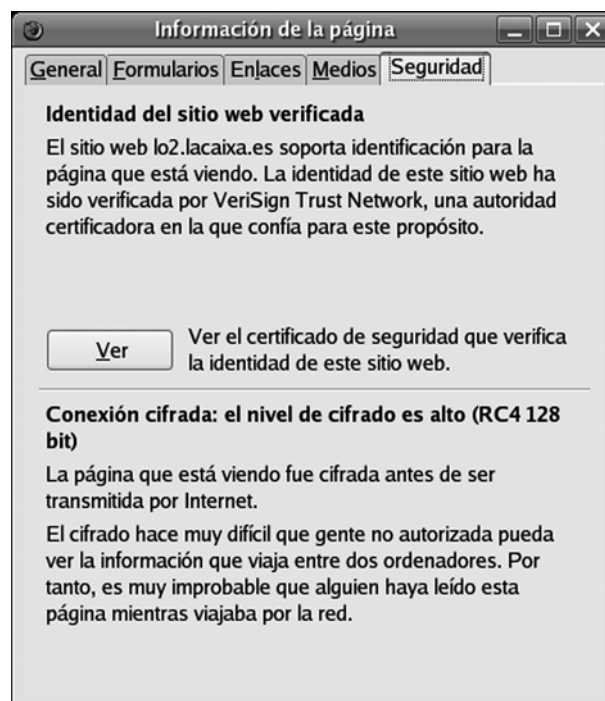 Información de la página
General Formularios Enlaces Medios Seguridad
Identidad del sitio web verificada
El sitio web lo2.lacaixa.es soporta identificación para la
página que está viendo. La identidad de este sitio web ha
sido verificada por VeriSign Trust Network, una autoridad
certificadora en la que confía para este propósito.
Ver
Ver el certificado de seguridad que verifica
la identidad de este sitio web.
Conexión cifrada: el nivel de cifrado es alto (RC4 128
bit)
La página que está viendo fue cifrada antes de ser
transmitida por Internet.
El cifrado hace muy difícil que gente no autorizada pueda
ver la información que viaja entre dos ordenadores. Por
tanto, es muy improbable que alguien haya leído esta
página mientras viajaba por la red.